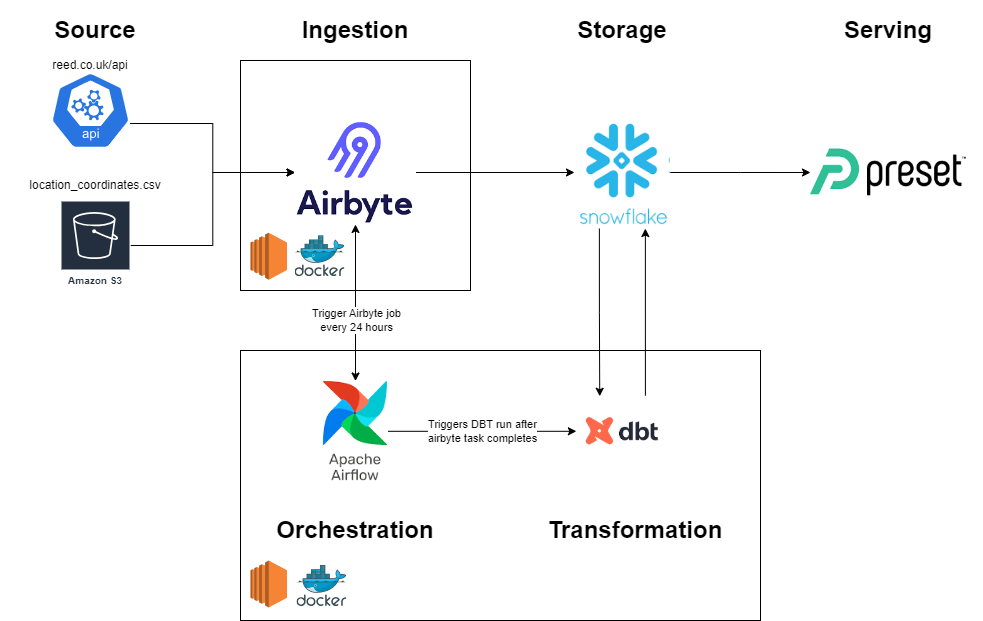 Source
Ingestion
Storage
Serving
reed.co.uk/api
api
location_coordinates.csv
Amazon S3
Airbyte
docker
snowflake
preset™
Trigger Airbyte job
every 24 hours
Apache
Airflow
Triggers DBT run after
airbyte task completes
dbt
Orchestration
Transformation
docker